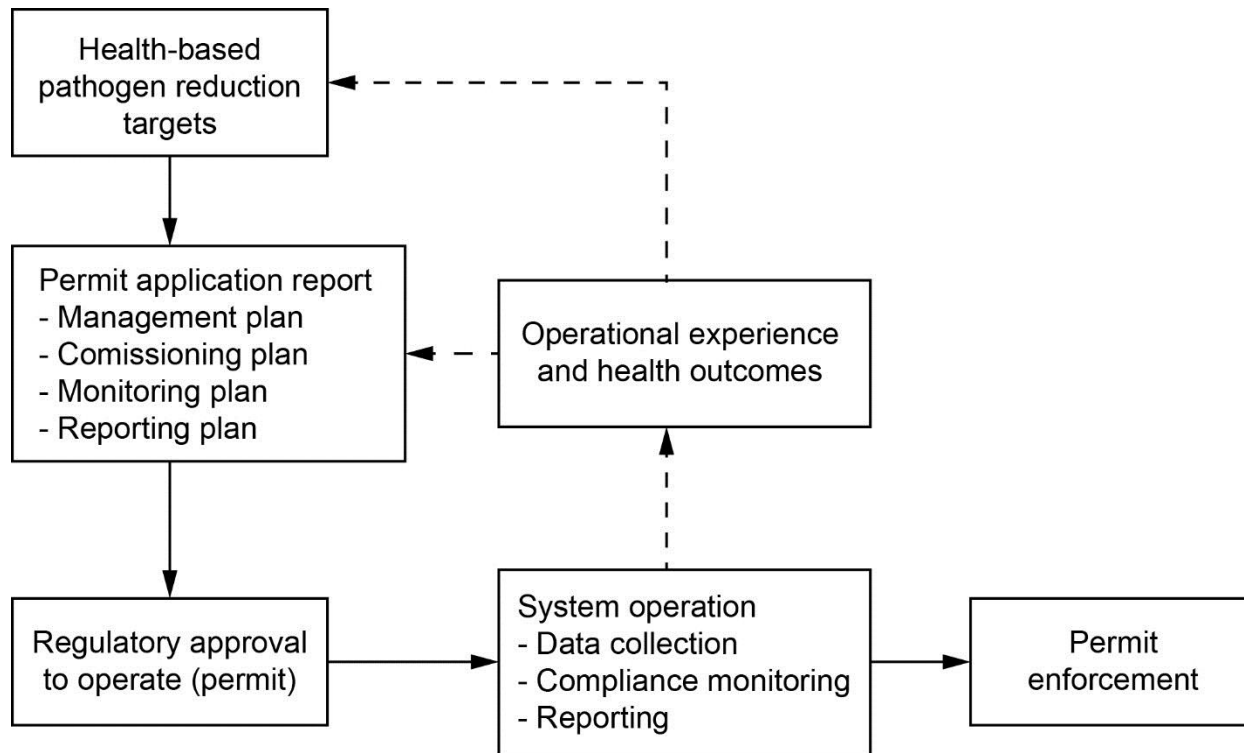 Health-based
pathogen reduction
targets
Permit application report
- Management plan
- Comissioning plan
- Monitoring plan
- Reporting plan
Operational experience
and health outcomes
Regulatory approval
to operate (permit)
System operation
- Data collection
- Compliance monitoring
- Reporting
Permit
enforcement